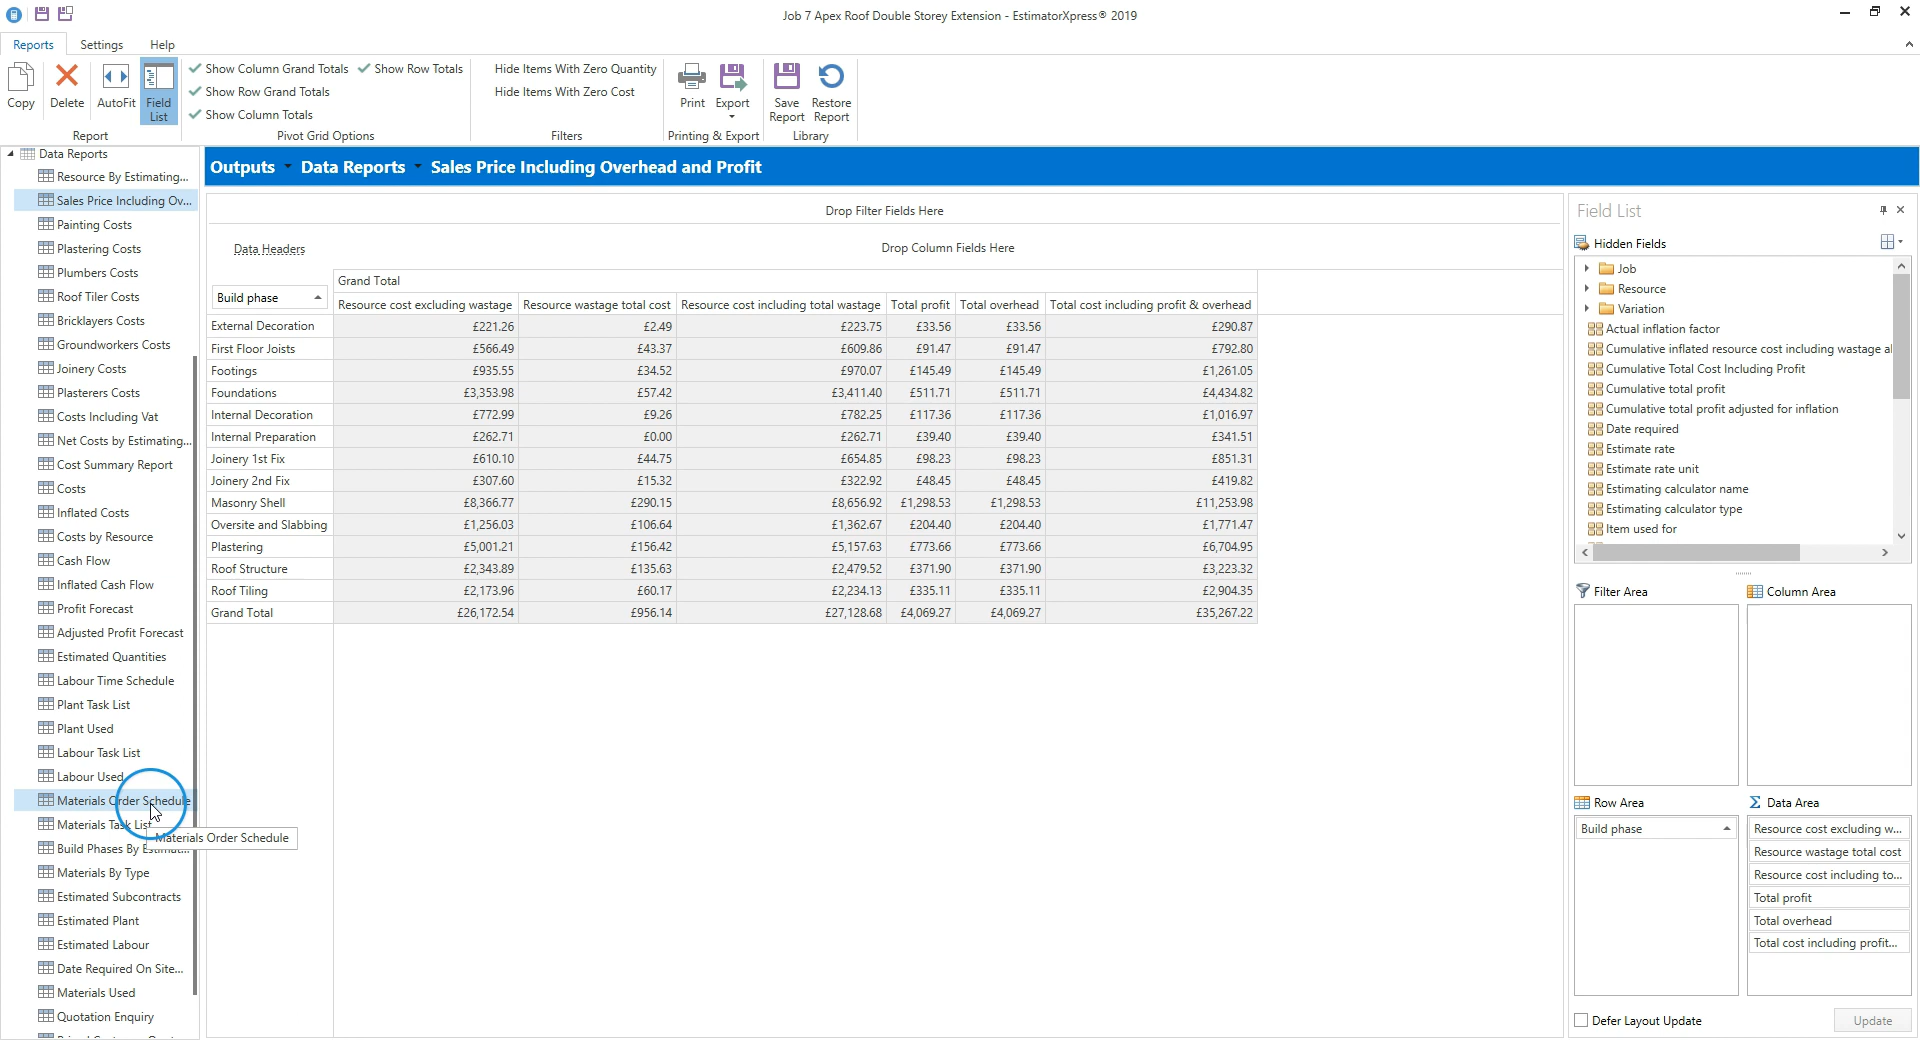 Job 7 Apex Roof Double Storey Extension - EstimatorXpress® 2019
Reports Settings Help
Copy Delete AutoFit Field List
Show Column Grand Totals Show Row Totals
Show Row Grand Totals
Show Column Totals
Hide Items With Zero Quantity
Hide Items With Zero Cost
Print Export Save Report Restore Report
Report Pivot Grid Options Filters Printing & Export Library
Data Reports
Resource By Estimating...
Sales Price Including Ov...
Painting Costs
Plastering Costs
Plumbers Costs
Roof Tiler Costs
Bricklayers Costs
Groundworkers Costs
Joinery Costs
Plasterers Costs
Costs Including Vat
Net Costs by Estimating...
Cost Summary Report
Costs
Inflated Costs
Costs by Resource
Cash Flow
Inflated Cash Flow
Profit Forecast
Adjusted Profit Forecast
Estimated Quantities
Labour Time Schedule
Plant Task List
Plant Used
Labour Task List
Labour Used
Materials Order Schedule
Materials Task List
Materials Order Schedule
Build Phases By Estimat...
Materials By Type
Estimated Subcontracts
Estimated Plant
Estimated Labour
Date Required On Site...
Materials Used
Quotation Enquiry
Outputs Data Reports Sales Price Including Overhead and Profit
Drop Filter Fields Here
Data Headers Drop Column Fields Here
Grand Total
Build phase Resource cost excluding wastage Resource wastage total cost Resource cost including total wastage Total profit Total overhead Total cost including profit & overhead
External Decoration £221.26 £2.49 £223.75 £33.56 £33.56 £290.87
First Floor Joists £566.49 £43.37 £609.86 £91.47 £91.47 £792.80
Footings £935.55 £34.52 £970.07 £145.49 £145.49 £1,261.05
Foundations £3,353.98 £57.42 £3,411.40 £511.71 £511.71 £4,434.82
Internal Decoration £772.99 £9.26 £782.25 £117.36 £117.36 £1,016.97
Internal Preparation £262.71 £0.00 £262.71 £39.40 £39.40 £341.51
Joinery 1st Fix £610.10 £44.75 £654.85 £98.23 £98.23 £851.31
Joinery 2nd Fix £307.60 £15.32 £322.92 £48.45 £48.45 £419.82
Masonry Shell £8,366.77 £290.15 £8,656.92 £1,298.53 £1,298.53 £11,253.98
Oversite and Slabbing £1,256.03 £106.64 £1,362.67 £204.40 £204.40 £1,771.47
Plastering £5,001.21 £156.42 £5,157.63 £773.66 £773.66 £6,704.95
Roof Structure £2,343.89 £135.63 £2,479.52 £371.90 £371.90 £3,223.32
Roof Tiling £2,173.96 £60.17 £2,234.13 £335.11 £335.11 £2,904.35
Grand Total £26,172.54 £956.14 £27,128.68 £4,069.27 £4,069.27 £35,267.22
Field List
Hidden Fields
Job
Resource
Variation
Actual inflation factor
Cumulative inflated resource cost including wastage
Cumulative Total Cost Including Profit
Cumulative total profit
Cumulative total profit adjusted for inflation
Date required
Estimate rate
Estimate rate unit
Estimating calculator name
Estimating calculator type
Item used for
Filter Area Column Area
Row Area Data Area
Build phase
Resource cost excluding w...
Resource wastage total cost
Resource cost including to...
Total profit
Total overhead
Total cost including profit...
Defer Layout Update Update